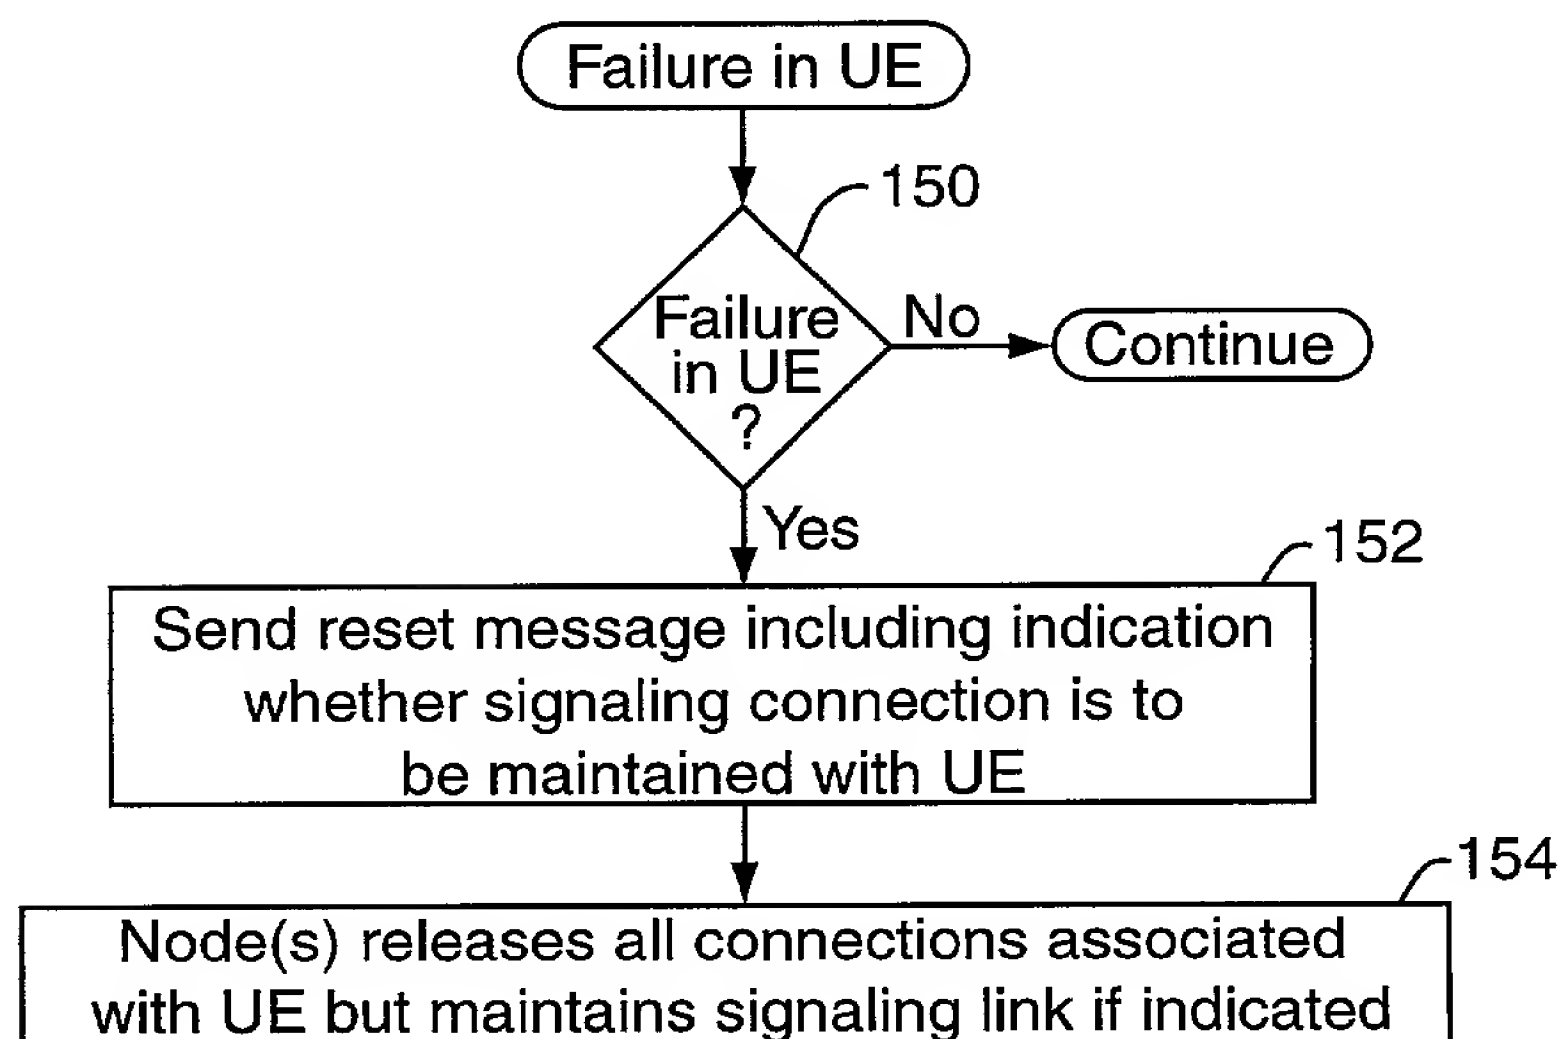 Failure in UE
150
Failure
in UE
?
No
Continue
Yes
152
Send reset message including indication
whether signaling connection is to
be maintained with UE
154
Node(s) releases all connections associated
with UE but maintains signaling link if indicated